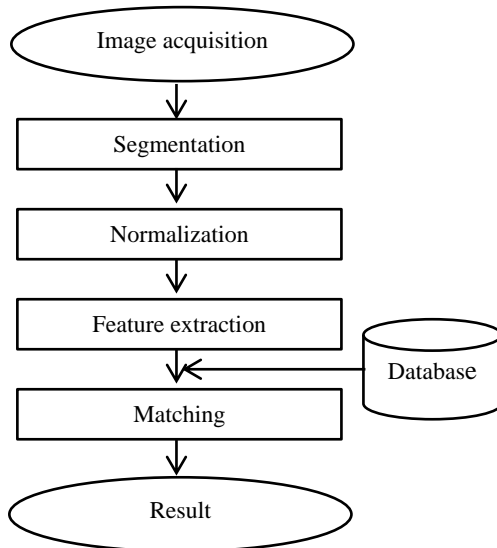 Image acquisition
Segmentation
Normalization
Feature extraction
Database
Matching
Result